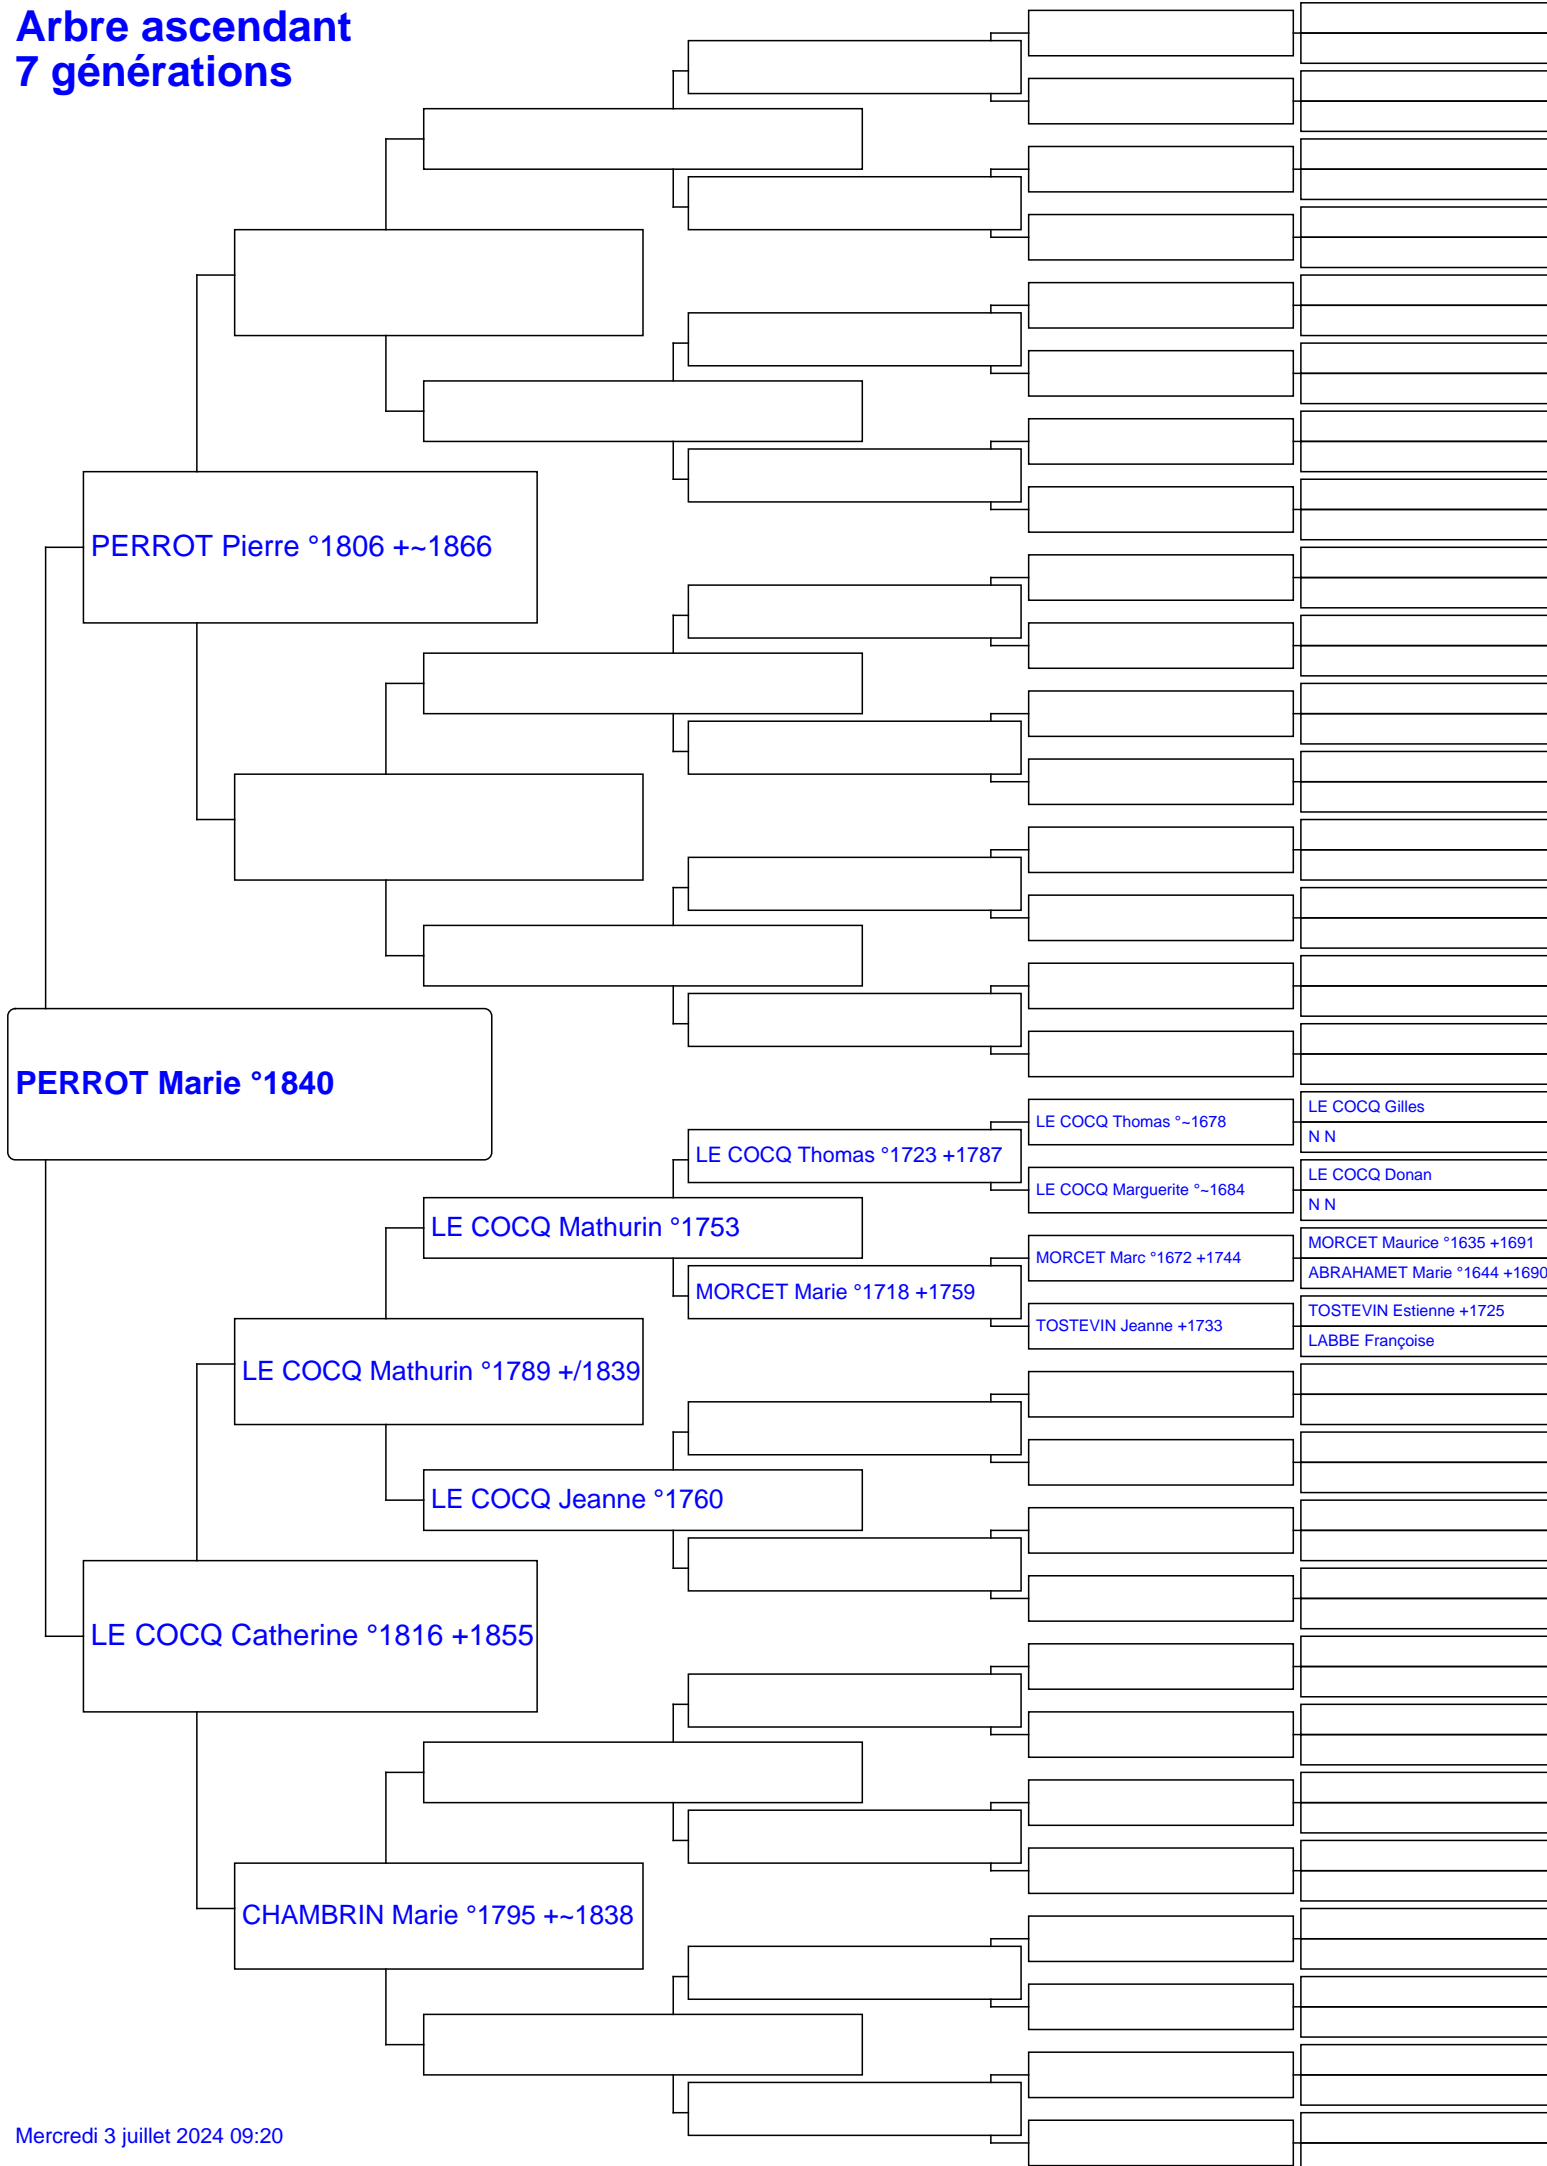 Arbre ascendant
7 générations
PERROT Pierre °1806 +~1866
PERROT Marie °1840
LE COCQ Gilles
LE COCQ Thomas °~1678
N N
LE COCQ Thomas °1723 +1787
LE COCQ Donan
LE COCQ Marguerite °~1684
N N
LE COCQ Mathurin °1753
MORCET Maurice °1635 +1691
MORCET Marc °1672 +1744
ABRAHAMET Marie °1644 +1690
MORCET Marie °1718 +1759
TOSTEVIN Estienne +1725
TOSTEVIN Jeanne +1733
LABBE Françoise
LE COCQ Mathurin °1789 +/1839
LE COCQ Jeanne °1760
LE COCQ Catherine °1816 +1855
CHAMBRIN Marie °1795 +~1838
Mercredi 3 juillet 2024 09:20